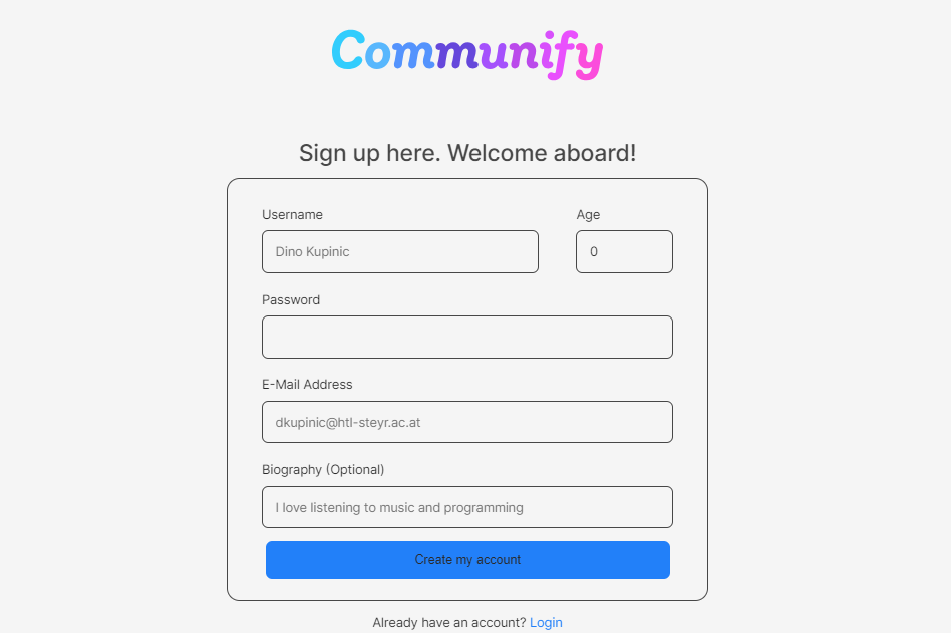 Communify
Sign up here. Welcome aboard!
Username Age
Dino Kupinic 0
Password
E-Mail Address
dkupinic@htl-steyr.ac.at
Biography (Optional)
I love listening to music and programming
Create my account
Already have an account? Login